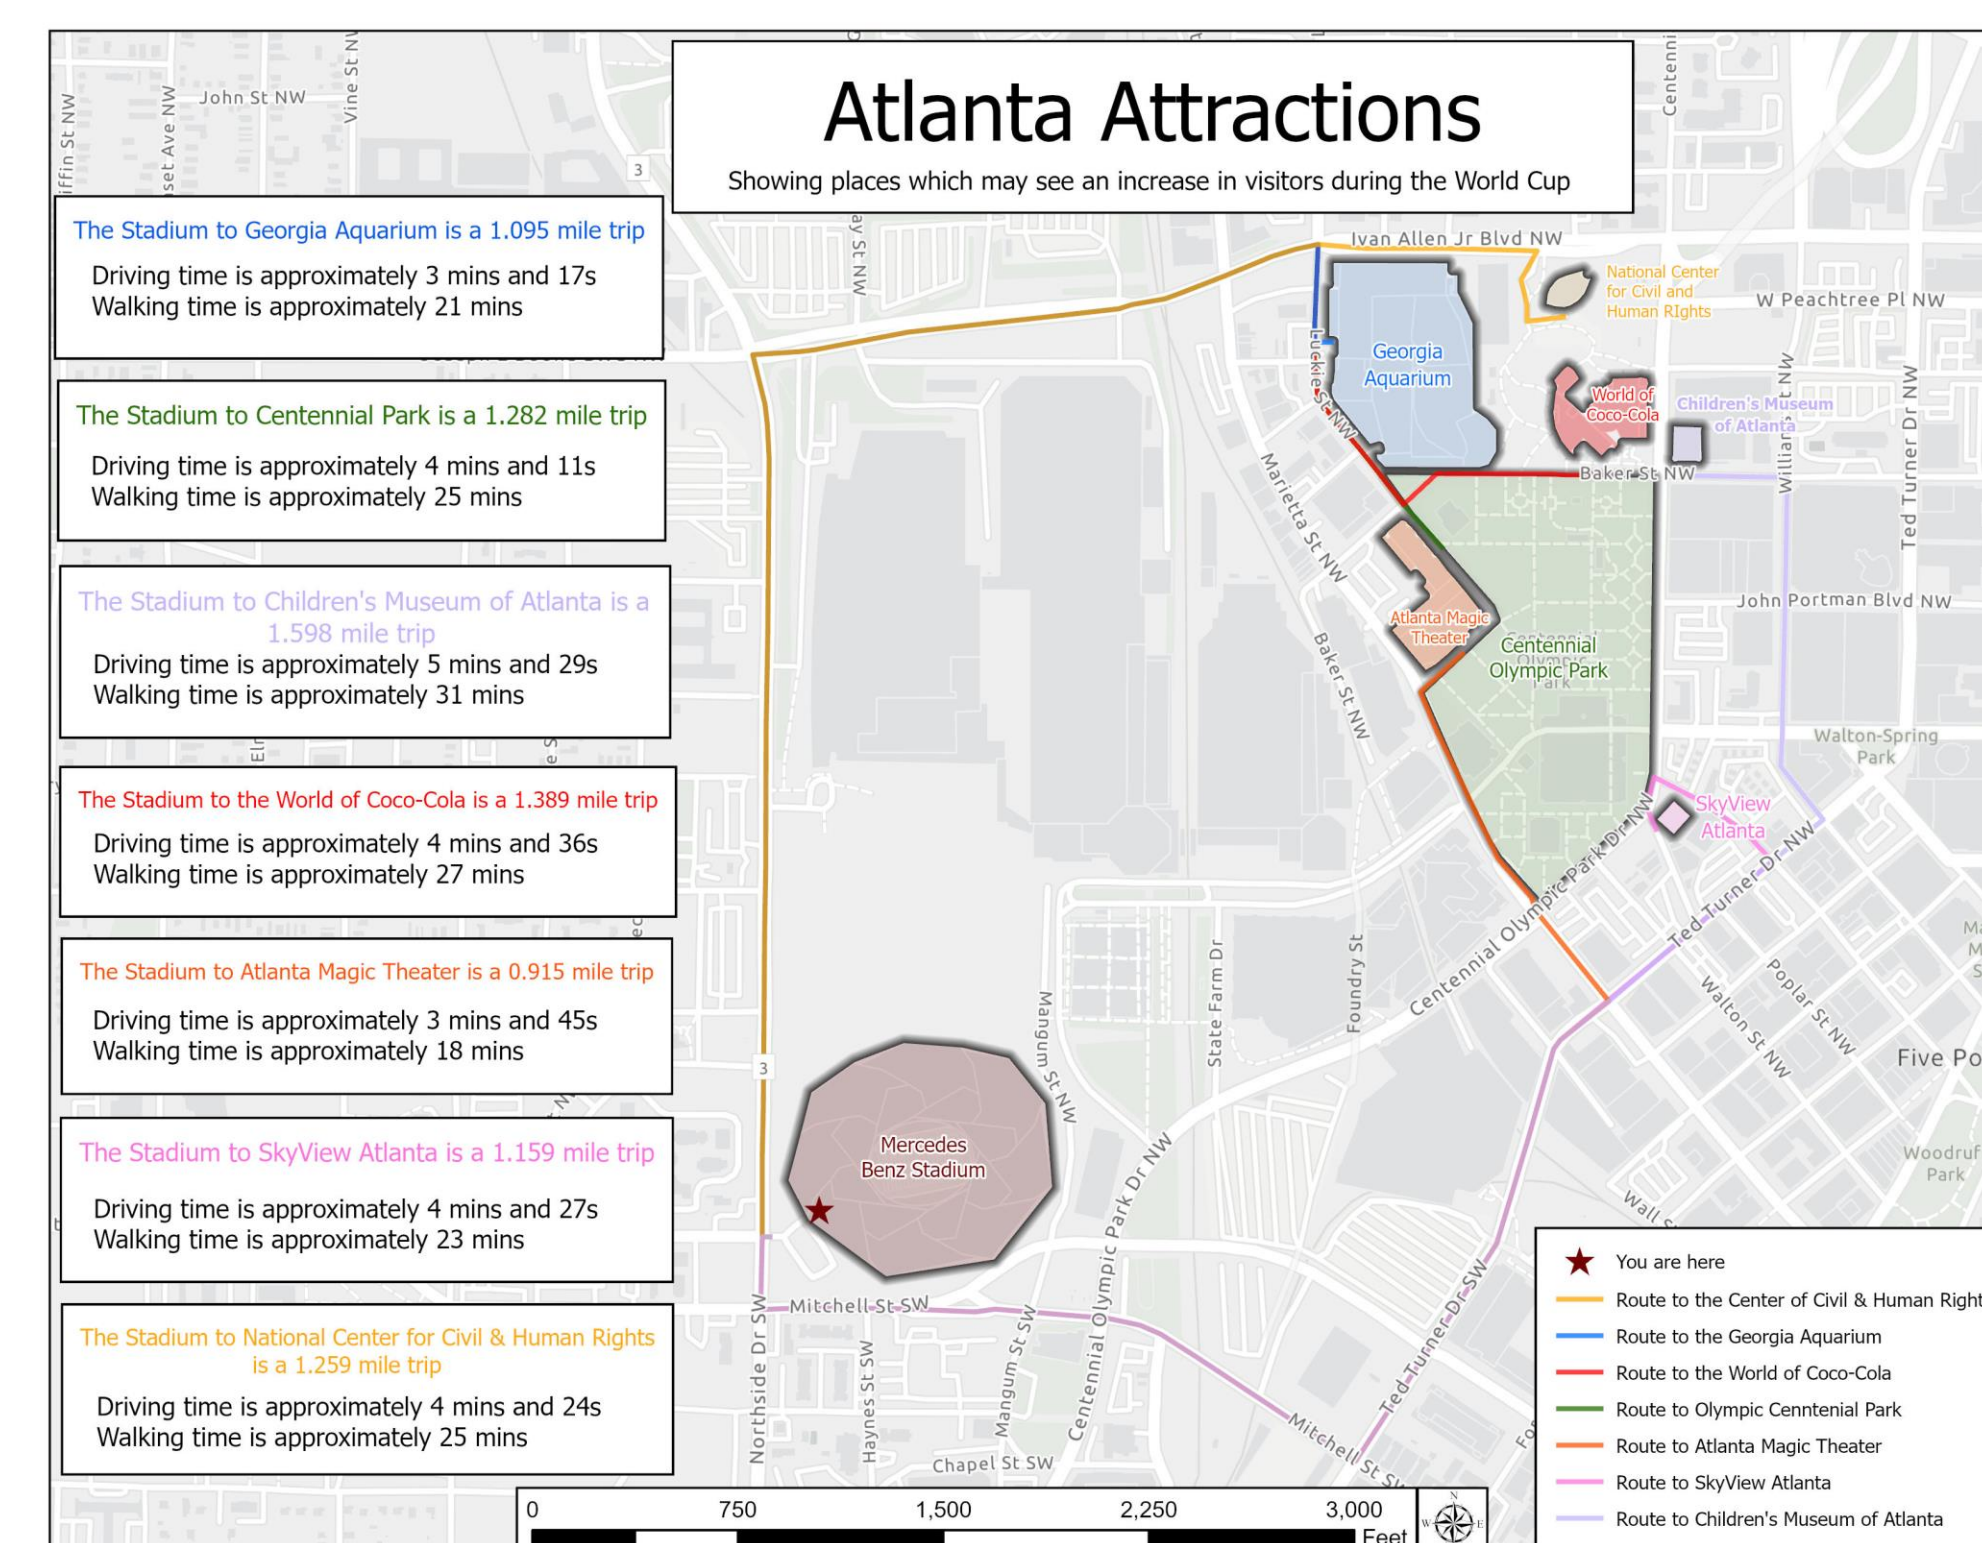 Atlanta Attractions
Showing places which may see an increase in visitors during the World Cup
The Stadium to Georgia Aquarium is a 1.095 mile trip
Driving time is approximately 3 mins and 17s
Walking time is approximately 21 mins
The Stadium to Centennial Park is a 1.282 mile trip
Driving time is approximately 4 mins and 11s
Walking time is approximately 25 mins
The Stadium to Children's Museum of Atlanta is a
1.598 mile trip
Driving time is approximately 5 mins and 29s
Walking time is approximately 31 mins
The Stadium to the World of Coco-Cola is a 1.389 mile trip
Driving time is approximately 4 mins and 36s
Walking time is approximately 27 mins
The Stadium to Atlanta Magic Theater is a 0.915 mile trip
Driving time is approximately 3 mins and 45s
Walking time is approximately 18 mins
The Stadium to SkyView Atlanta is a 1.159 mile trip
Driving time is approximately 4 mins and 27s
Walking time is approximately 23 mins
The Stadium to National Center for Civil & Human Rights
is a 1.259 mile trip
Driving time is approximately 4 mins and 24s
Walking time is approximately 25 mins
John St NW
Vine St NW
3
Ivan Allen Jr Blvd NW
National Center
for Civil and
Human RIghts
W Peachtree Pl NW
Georgia
Aquarium
Luckie St NW
World of
Coco-Cola
Children's Museum
of Atlanta
Baker St NW
Ted Turner Dr NW
Marietta St NW
Atlanta Magic
Theater
Centennial
Olympic Park
Centennial
Olympic
Park
John Portman Blvd NW
Baker St NW
Walton-Spring
Park
SkyView
Atlanta
Centennial Olympic Park Dr NW
Ted Turner Dr NW
Walton St NW
Poplar St NW
Five Po
Foundry St
State Farm Dr
Mangum St NW
3
Mercedes
Benz Stadium
Centennial Olympic Park Dr NW
Woodruf
Park
Wall S
Mitchell St SW
Northside Dr SW
Haynes St SW
Mangum St SW
Chapel St SW
Ted Turner Dr SW
Mitchell St SW
You are here
Route to the Center of Civil & Human Right
Route to the Georgia Aquarium
Route to the World of Coco-Cola
Route to Olympic Cenntenial Park
Route to Atlanta Magic Theater
Route to SkyView Atlanta
Route to Children's Museum of Atlanta
0 750 1,500 2,250 3,000
Feet
N
W E